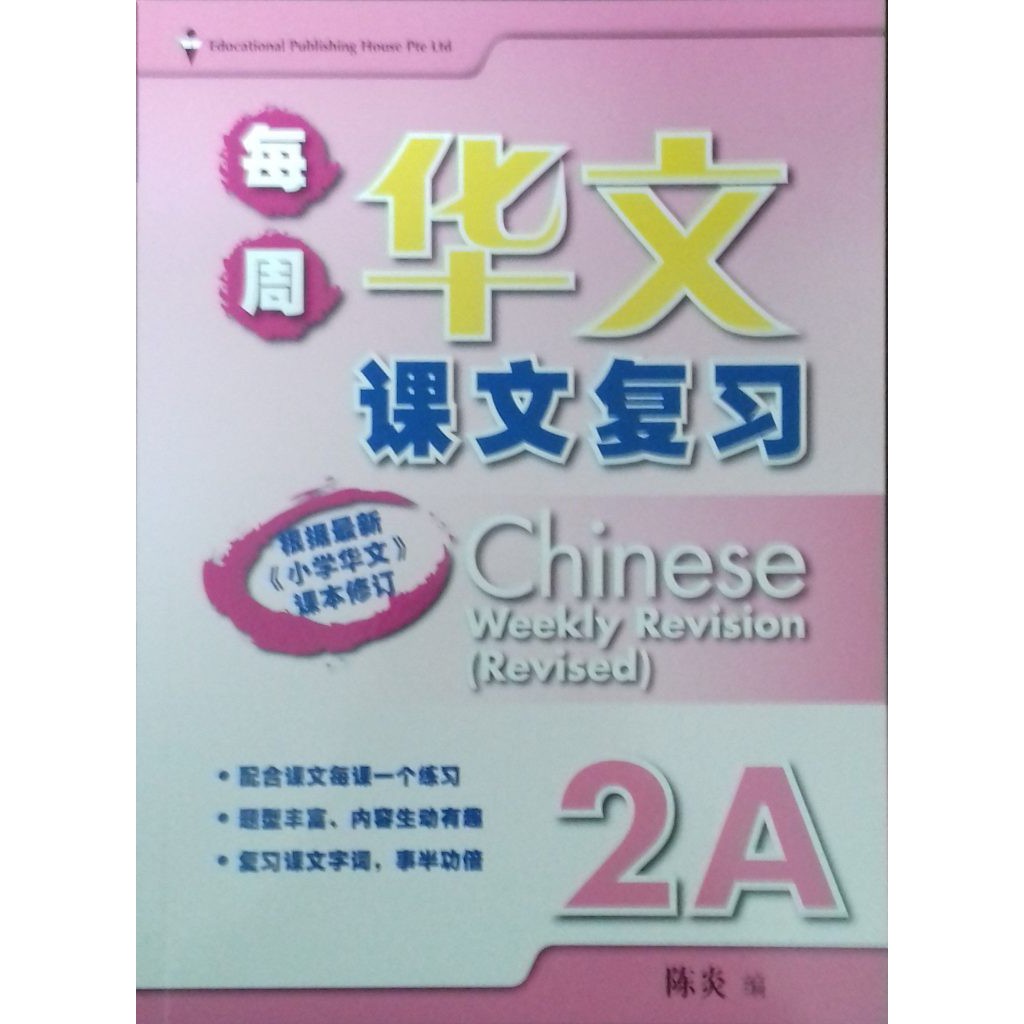 Educational Publishing House Pte Ltd
每周
华文
课文复习
根据最新
《小学华文》
课本修订
Chinese
Weekly Revision
(Revised)
• 配合课文每课一个练习
• 题型丰富、内容生动有趣
• 复习课文字词，事半功倍
2A
陈炎 编